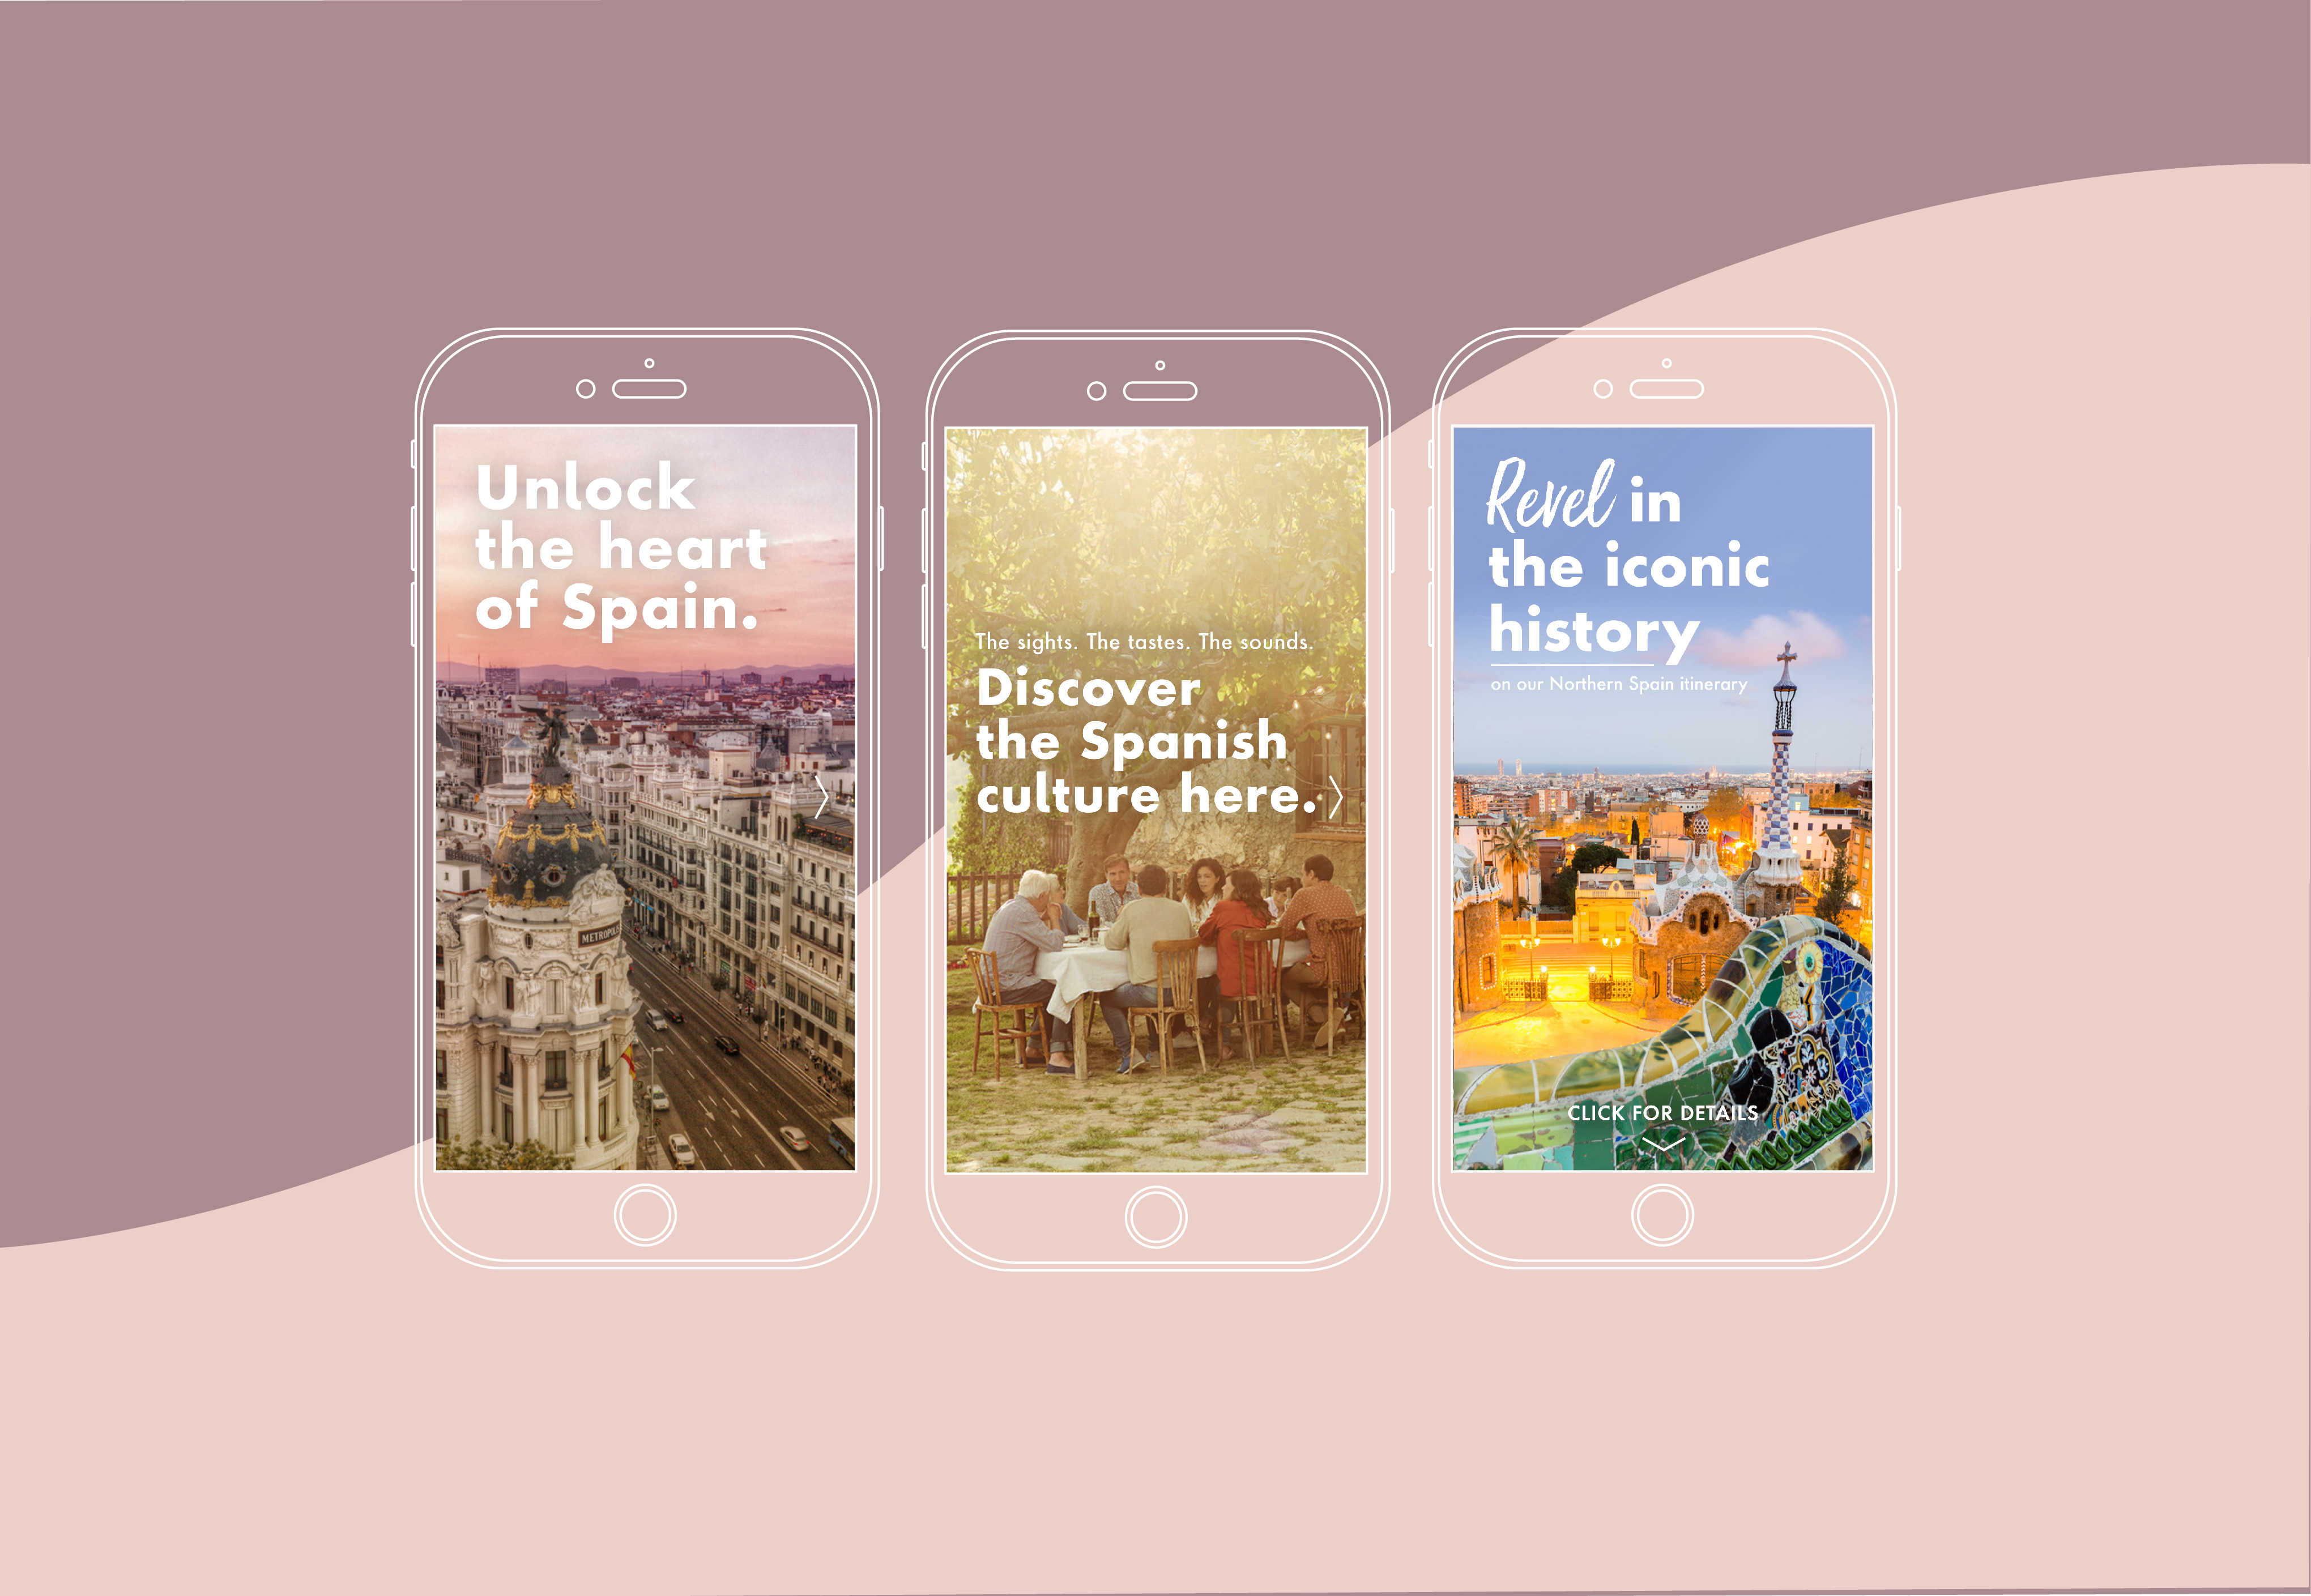 Unlock
the heart
of Spain.
METROPOL
The sights. The tastes. The sounds.
Discover
the Spanish
culture here.
Revel in
the iconic
history
on our Northern Spain itinerary
CLICK FOR DETAILS